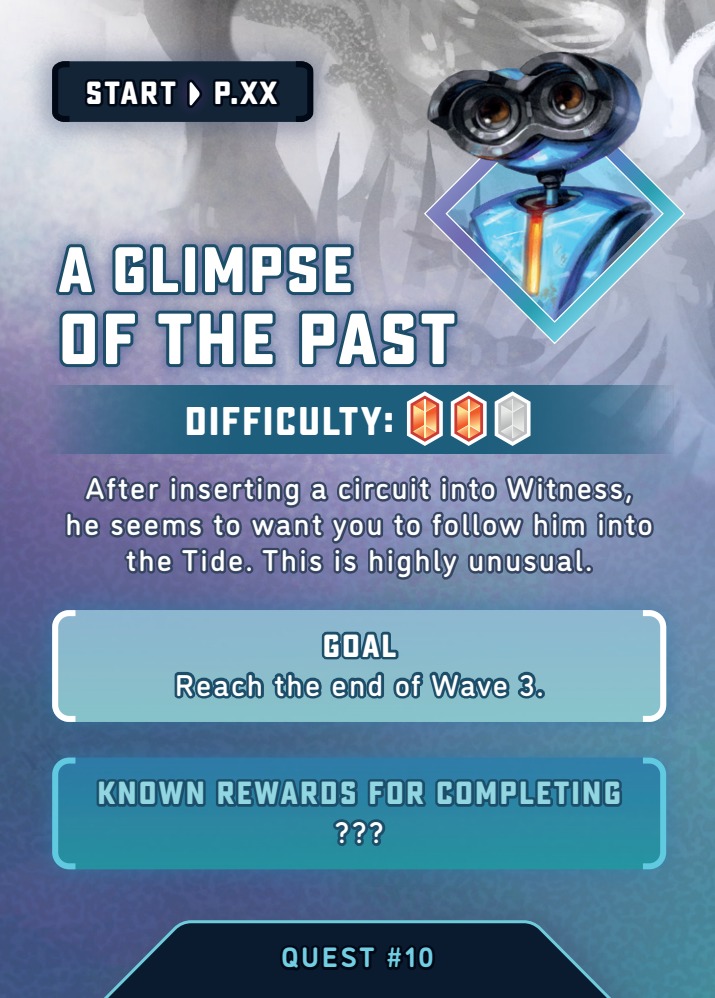 START P.XX
A GLIMPSE
OF THE PAST
DIFFICULTY:
After inserting a circuit into Witness,
he seems to want you to follow him into
the Tide. This is highly unusual.
GOAL
Reach the end of Wave 3.
KNOWN REWARDS FOR COMPLETING
???
QUEST #10